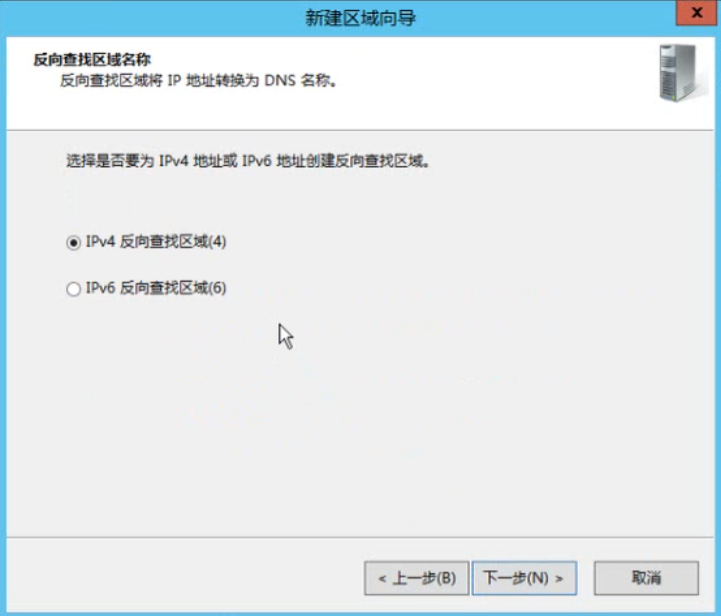 新建区域向导
x
反向查找区域名称
反向查找区域将 IP 地址转换为 DNS 名称。
选择是否要为 IPv4 地址或 IPv6 地址创建反向查找区域。
IPv4 反向查找区域(4)
IPv6 反向查找区域(6)
< 上一步(B) 下一步(N) > 取消